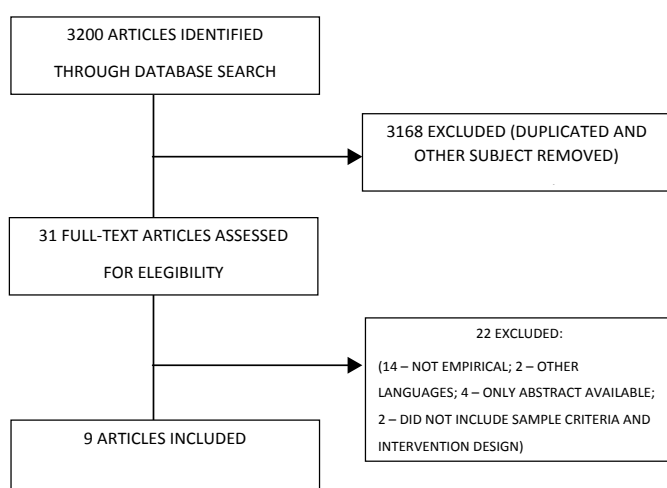 3200 ARTICLES IDENTIFIED
THROUGH DATABASE SEARCH
3168 EXCLUDED (DUPLICATED AND
OTHER SUBJECT REMOVED)
31 FULL-TEXT ARTICLES ASSESSED
FOR ELEGIBILITY
22 EXCLUDED:
(14 – NOT EMPIRICAL; 2 – OTHER
LANGUAGES; 4 – ONLY ABSTRACT AVAILABLE;
2 – DID NOT INCLUDE SAMPLE CRITERIA AND
INTERVENTION DESIGN)
9 ARTICLES INCLUDED